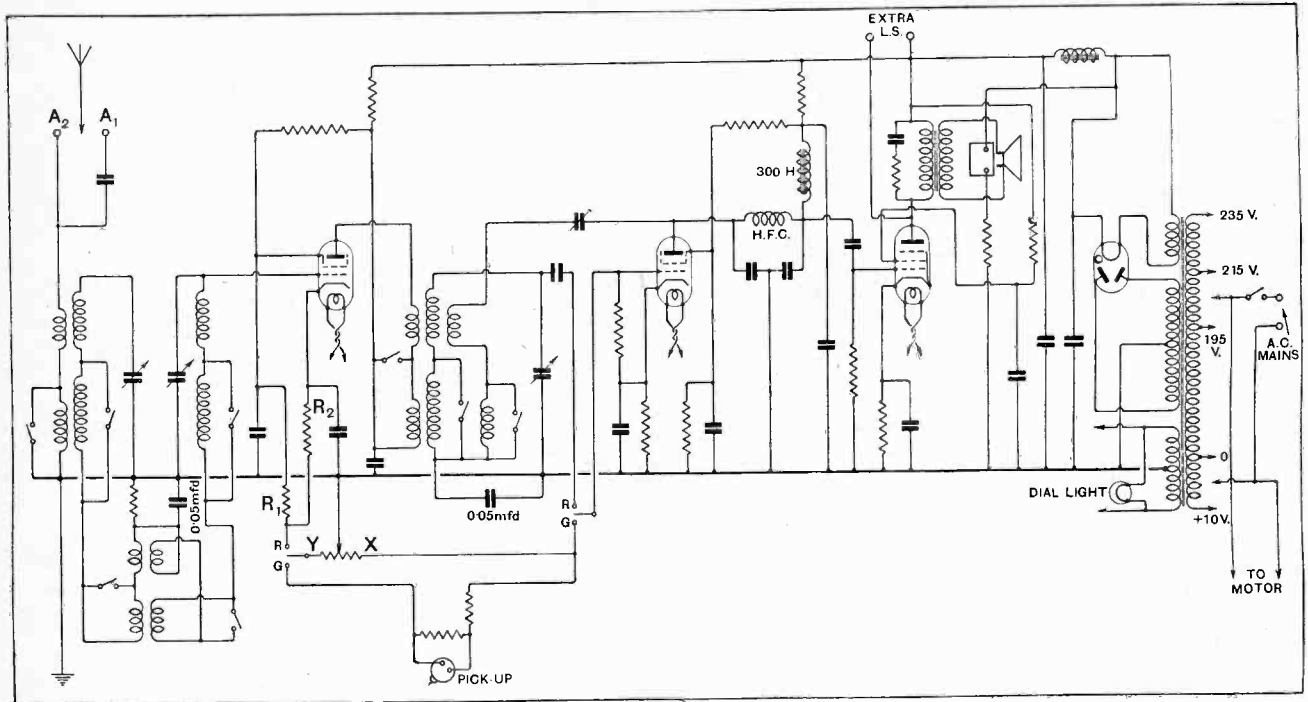 EXTRA
L.S.
A₂
A₁
300 H
H.F.C.
235 V.
215 V.
195
V.
A.C.
MAINS
R₂
R₁
0·05mfd
0·05mfd
R
G
R
G
Y
X
0
DIAL LIGHT
+10V.
TO
MOTOR
PICK-UP